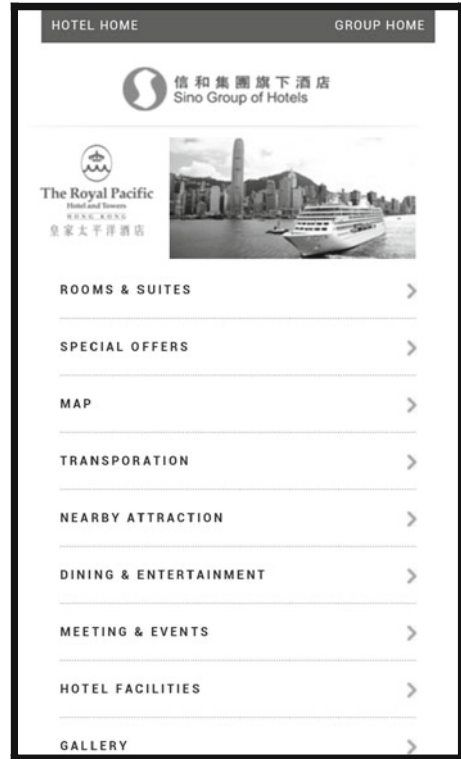 HOTEL HOME
GROUP HOME
信和集團旗下酒店
Sino Group of Hotels
The Royal Pacific
Hotel and Towers
HONG KONG
皇家太平洋酒店
ROOMS & SUITES
SPECIAL OFFERS
MAP
TRANSPORATION
NEARBY ATTRACTION
DINING & ENTERTAINMENT
MEETING & EVENTS
HOTEL FACILITIES
GALLERY